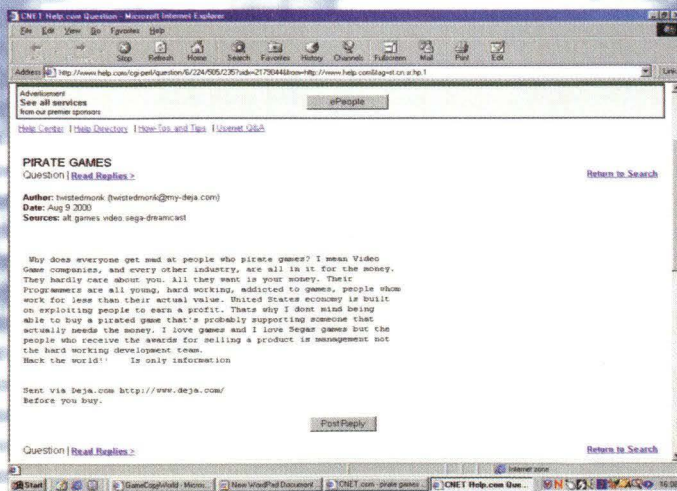 CNET Help.com Question - Microsoft Internet Explorer
File Edit View Go Favorites Help
Stop Refresh Home Search Favorites History Channels Fullscreen Mail Print Edit
Address
Advertisement
See all services
from our premier sponsors
ePeople
Help Center | Help Directory | How-Tos and Tips | Usenet Q&A
PIRATE GAMES
Question | Read Replies >
Return to Search
Author: twistedmonk (twistedmonk@my-deja.com)
Date: Aug 9 2000
Sources: alt.games.video.sega-dreamcast
Why does everyone get mad at people who pirate games? I mean Video
Game companies, and every other industry, are all in it for the money.
They hardly care about you. All they want is your money. Their
Programmers are all young, hard working, addicted to games, people whom
work for less than their actual value. United States economy is built
on exploiting people to earn a profit. Thats why I dont mind being
able to buy a pirated game that's probably supporting someone that
actually needs the money. I love games and I love Segas games but the
people who receive the awards for selling a product is management not
the hard working development team.
Hack the world!! Is only information
Sent via Deja.com http://www.deja.com/
Before you buy.
Post Reply
Question | Read Replies >
Return to Search
Internet zone
Start GameCopyWorld - Micros... New WordPad Document... CNET.com - pirate games... CNET Help.com Que...